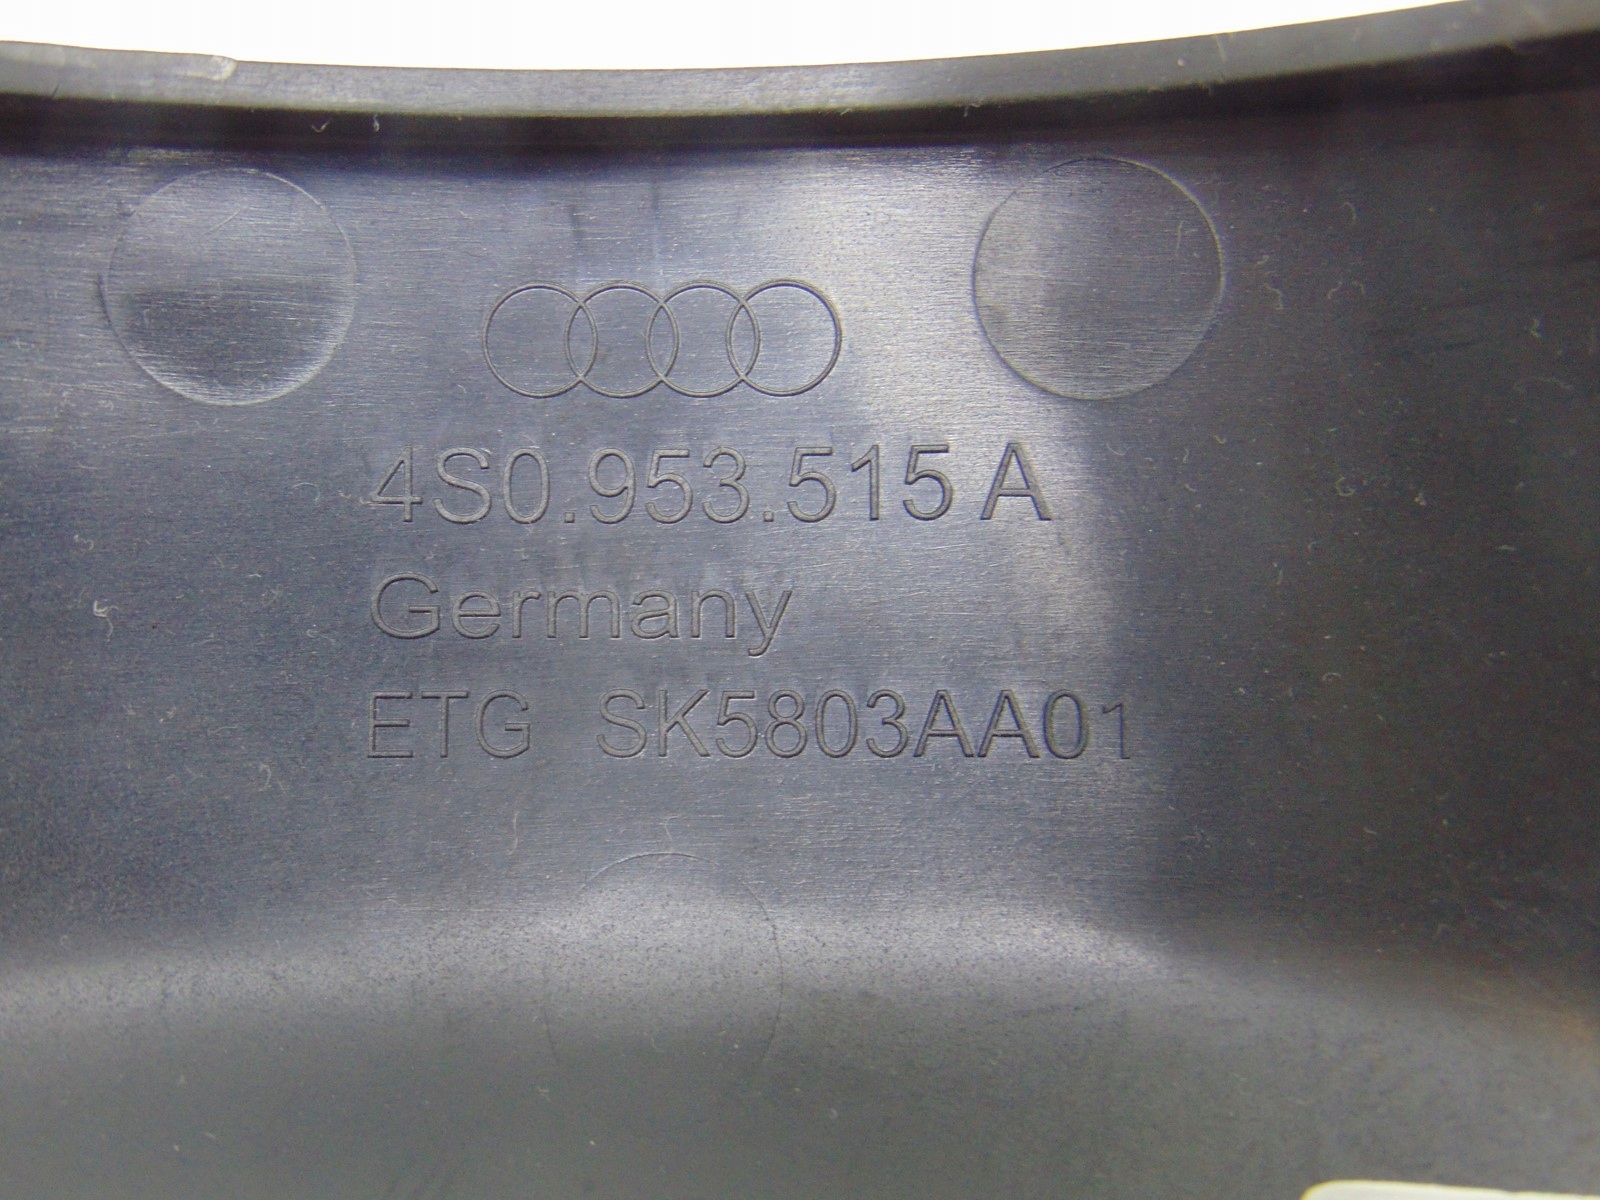 4S0.953.515 A
Germany
ETG SK5803AA01